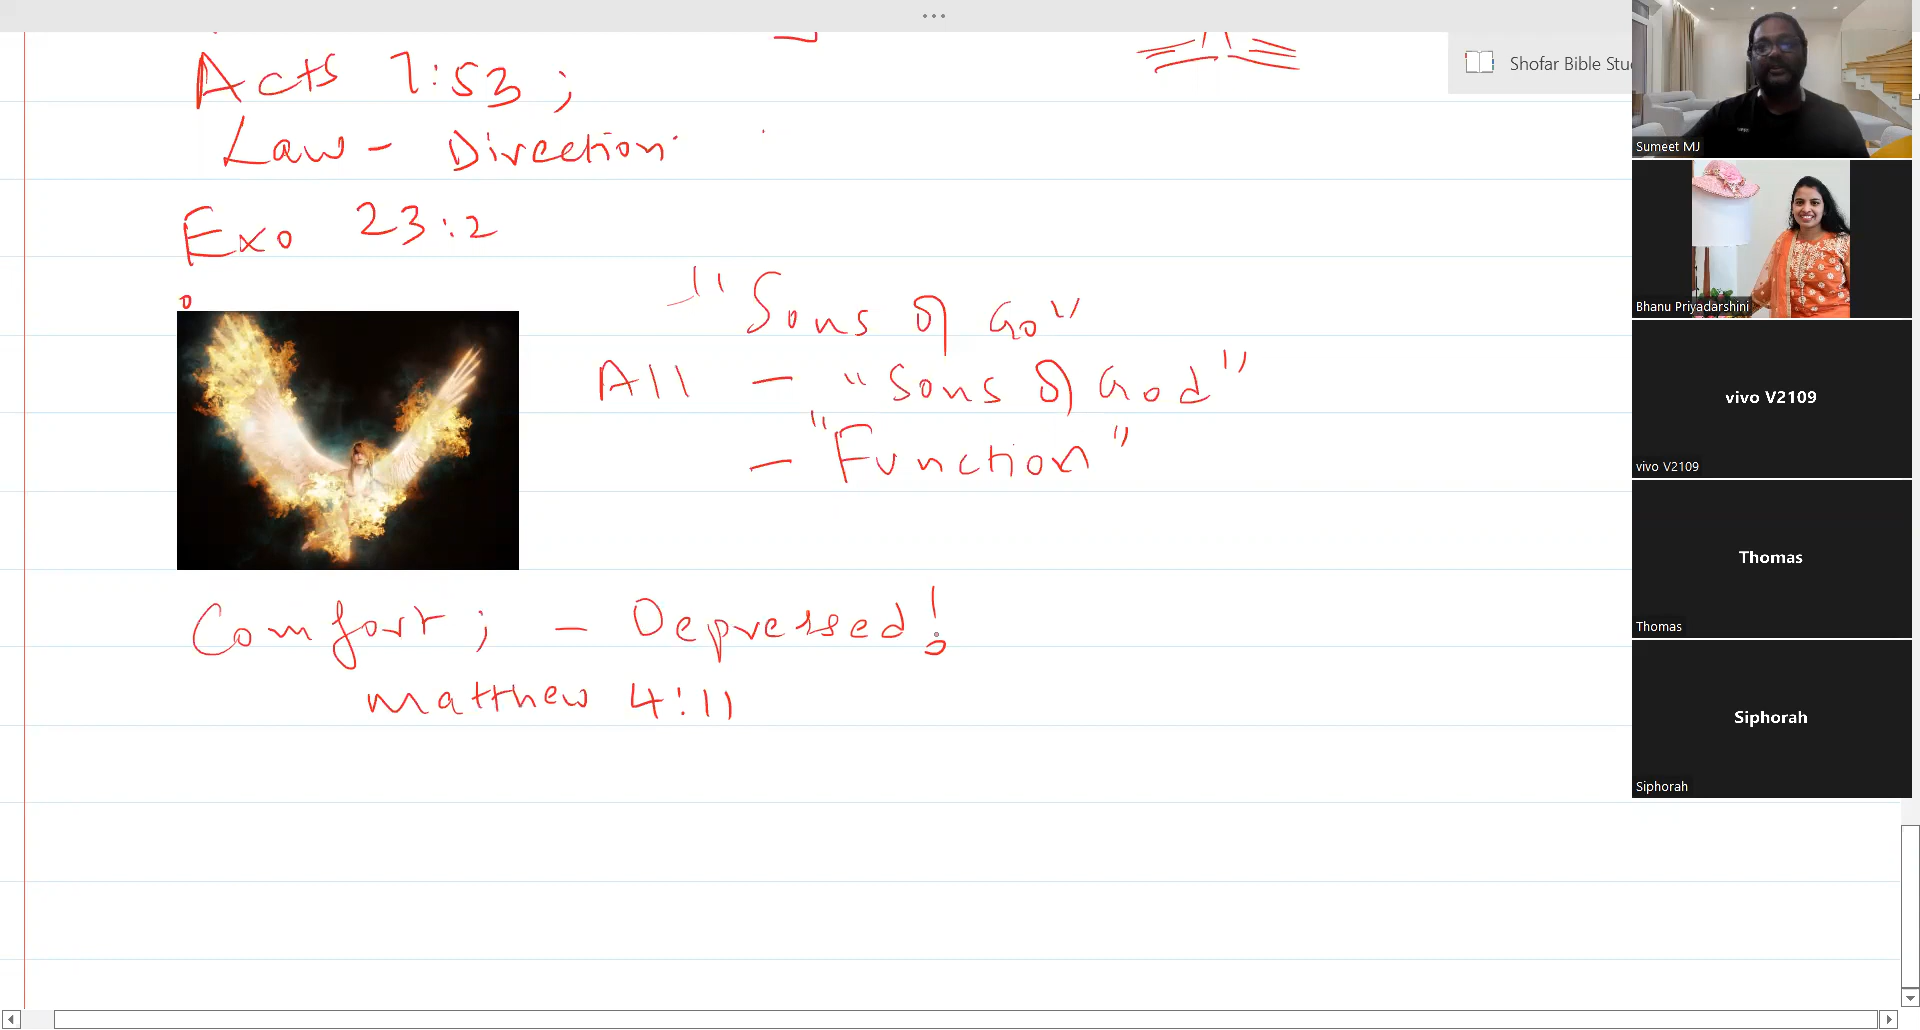 Acts 7:53 ;
Shofar Bible Stu
Law - Direction
Exo 23:2
- " "Sons of Go"
All - "Sons of God"
- "Function"
Comfort ; - Depressed!
Matthew 4:11
Sumeet MJ
Bhanu Priyadarshini
vivo V2109
vivo V2109
Thomas
Thomas
Siphorah
Siphorah